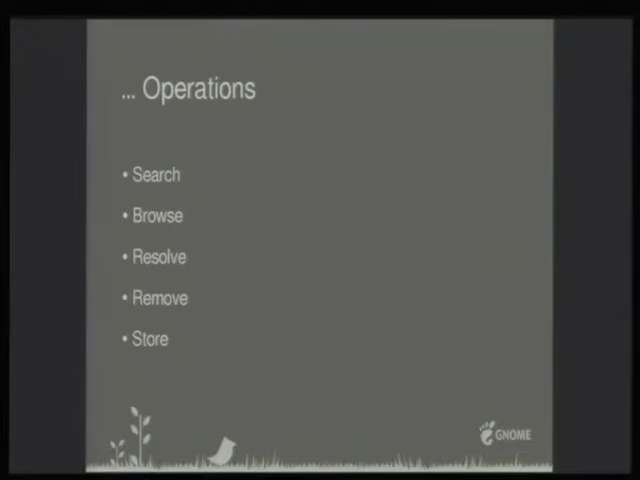 ... Operations
• Search
• Browse
• Resolve
• Remove
• Store
GNOME